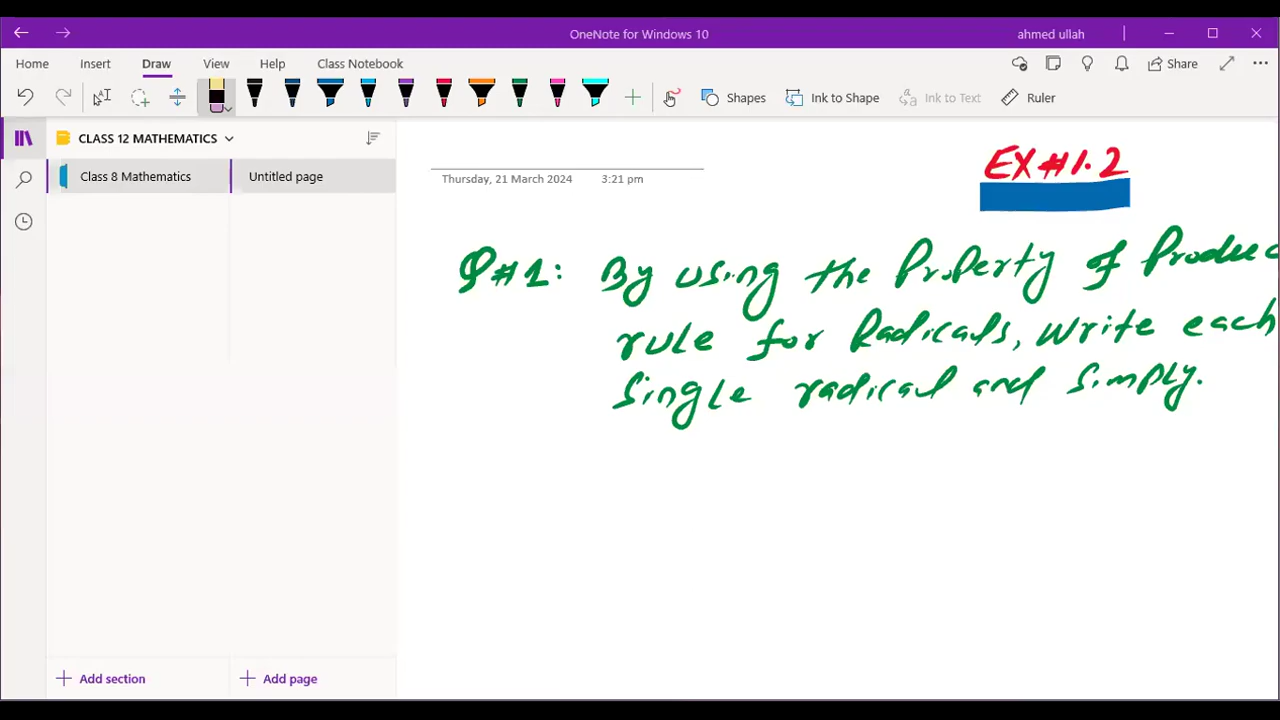 OneNote for Windows 10
ahmed ullah
Home Insert Draw View Help Class Notebook
Share
Shapes Ink to Shape Ink to Text Ruler
CLASS 12 MATHEMATICS
Class 8 Mathematics
Untitled page
Thursday, 21 March 2024 3:21 pm
EX#1.2
Q#1: By using the Property of Produc
rule for Radicals, write each
single radical and simply.
Add section
Add page